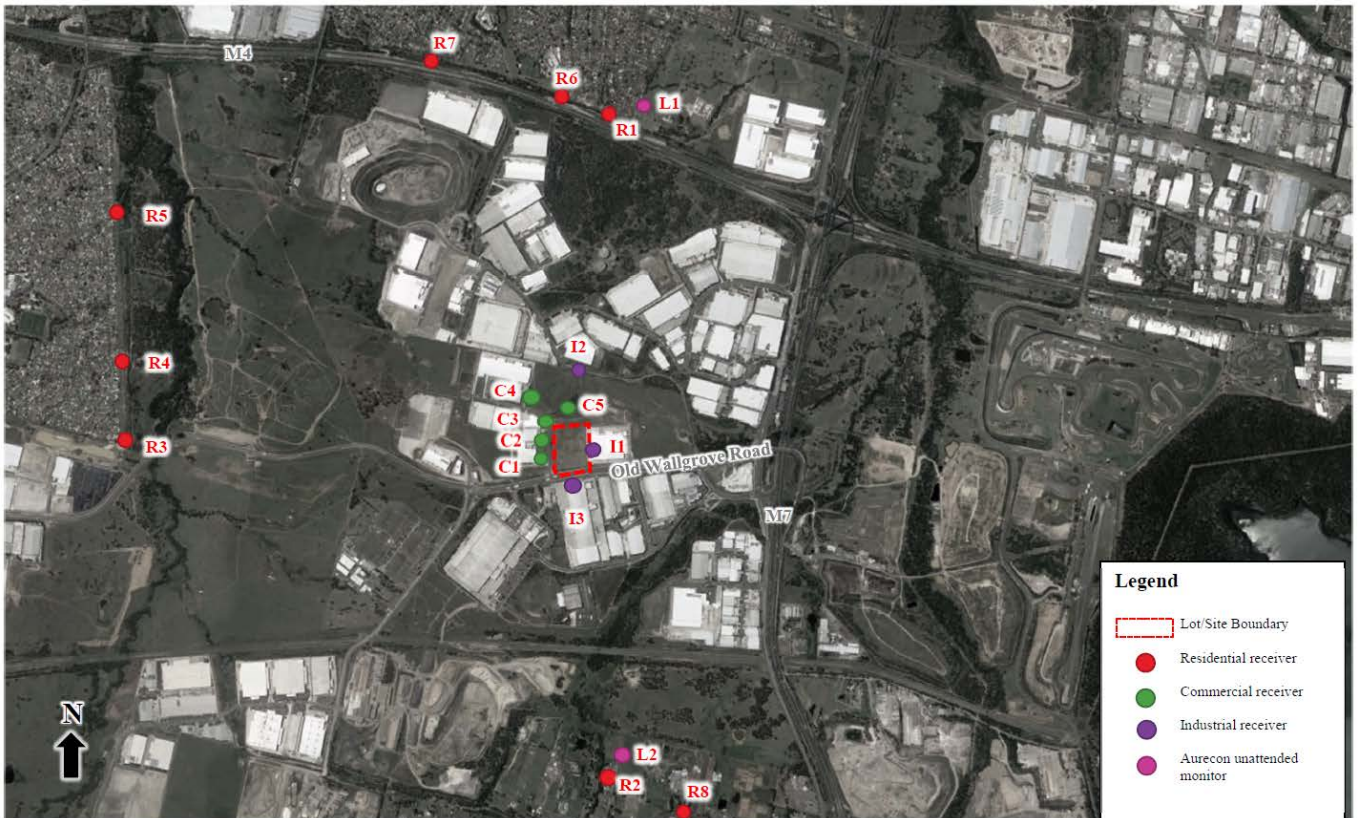 M4
R7
R6
L1
R1
R5
R4
I2
C4
C5
C3
R3
C2
I1
C1
Old Wallgrove Road
I3
M7
Legend
Lot/Site Boundary
Residential receiver
Commercial receiver
Industrial receiver
Aurecon unattended
monitor
N
L2
R2
R8